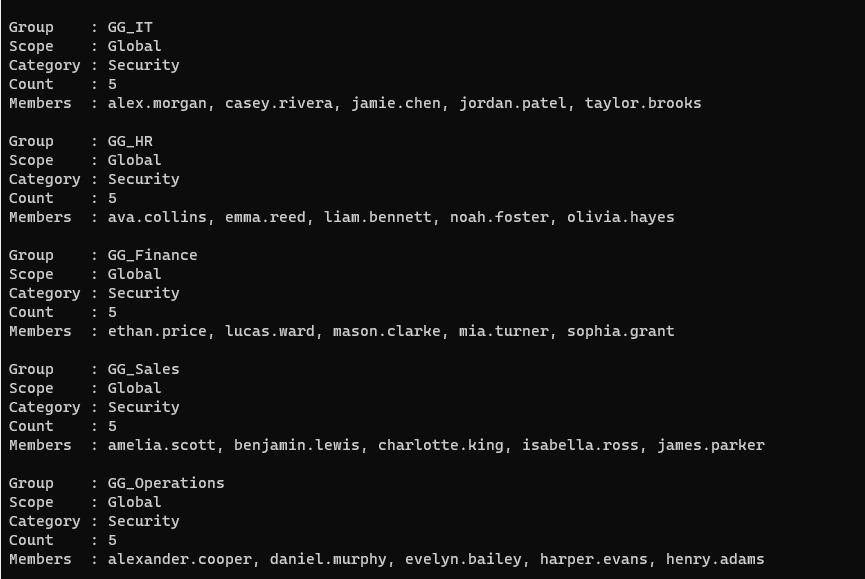 Group    : GG_IT
Scope    : Global
Category : Security
Count    : 5
Members  : alex.morgan, casey.rivera, jamie.chen, jordan.patel, taylor.brooks
Group    : GG_HR
Scope    : Global
Category : Security
Count    : 5
Members  : ava.collins, emma.reed, liam.bennett, noah.foster, olivia.hayes
Group    : GG_Finance
Scope    : Global
Category : Security
Count    : 5
Members  : ethan.price, lucas.ward, mason.clarke, mia.turner, sophia.grant
Group    : GG_Sales
Scope    : Global
Category : Security
Count    : 5
Members  : amelia.scott, benjamin.lewis, charlotte.king, isabella.ross, james.parker
Group    : GG_Operations
Scope    : Global
Category : Security
Count    : 5
Members  : alexander.cooper, daniel.murphy, evelyn.bailey, harper.evans, henry.adams